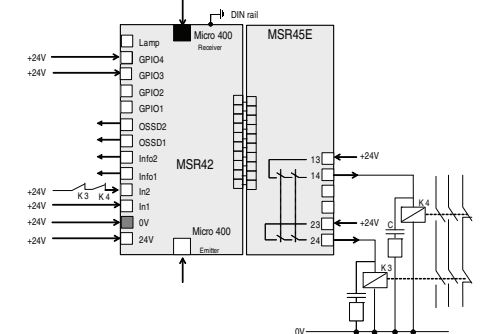 DIN rail
Micro 400
Receiver
MSR45E
Lamp
+24V GPIO4
+24V GPIO3
GPIO2
GPIO1
OSSD2
OSSD1
Info2
Info1
MSR42
+24V K3 K4 In2
+24V In1
+24V 0V
+24V 24V
Micro 400
Emitter
13 +24V
14
23 +24V
24
K4
C
K3
0V